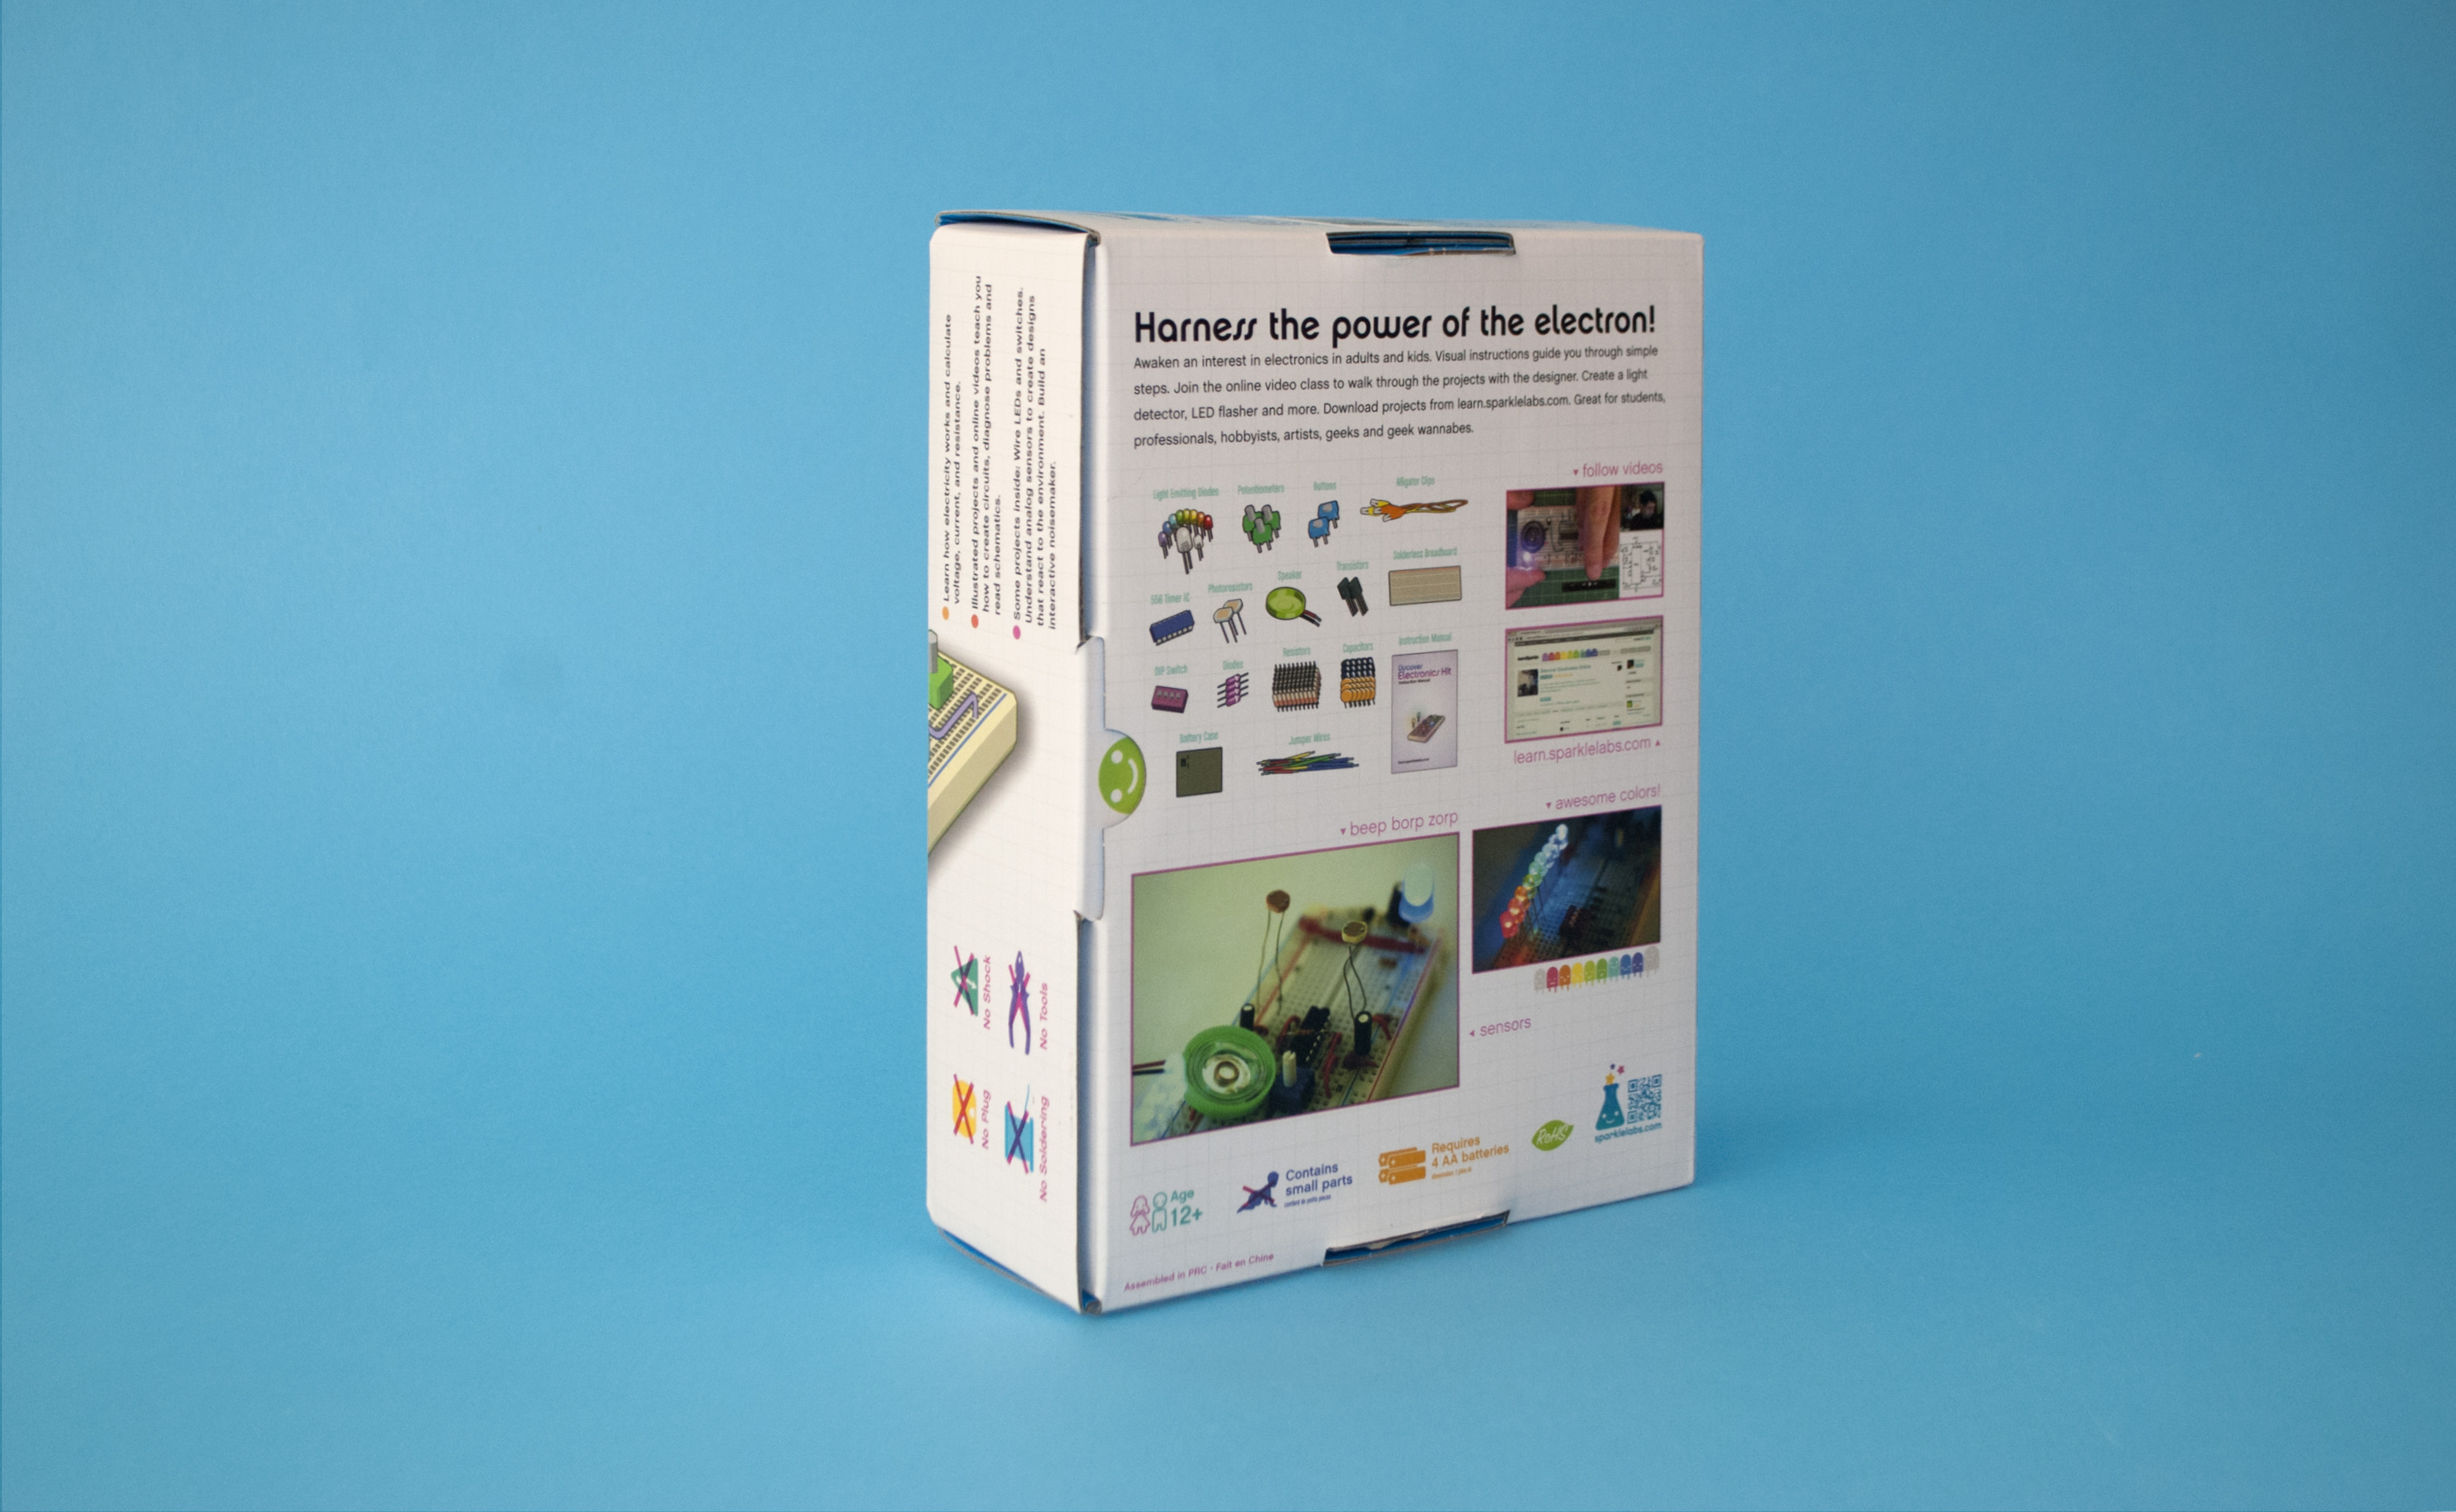 Learn how electricity works and calculate
voltage, current, and resistance.
Illustrated projects and online videos teach you
how to create circuits, diagnose problems and
read schematics.
Some projects inside: Wire LEDs and switches.
Understand analog sensors to create designs
that react to the environment. Build an
interactive noisemaker.
No Shock
No Tools
No Plug
No Soldering
Harness the power of the electron!
Awaken an interest in electronics in adults and kids. Visual instructions guide you through simple
steps. Join the online video class to walk through the projects with the designer. Create a light
detector, LED flasher and more. Download projects from learn.sparklelabs.com. Great for students,
professionals, hobbyists, artists, geeks and geek wannabes.
Light Emitting Diodes
Potentiometers
Buttons
Alligator Clips
556 Timer IC
Photoresistors
Speaker
Transistors
Solderless Breadboard
DIP Switch
Diodes
Resistors
Capacitors
Instruction Manual
Discover
Electronics Kit
Instruction Manual
Battery Case
Jumper Wires
follow videos
learn.sparklelabs.com
beep borp zorp
awesome colors!
sensors
Age
12+
Contains
small parts
Requires
4 AA batteries
RoHS
sparklelabs.com
Assembled in PRC - Fait en Chine